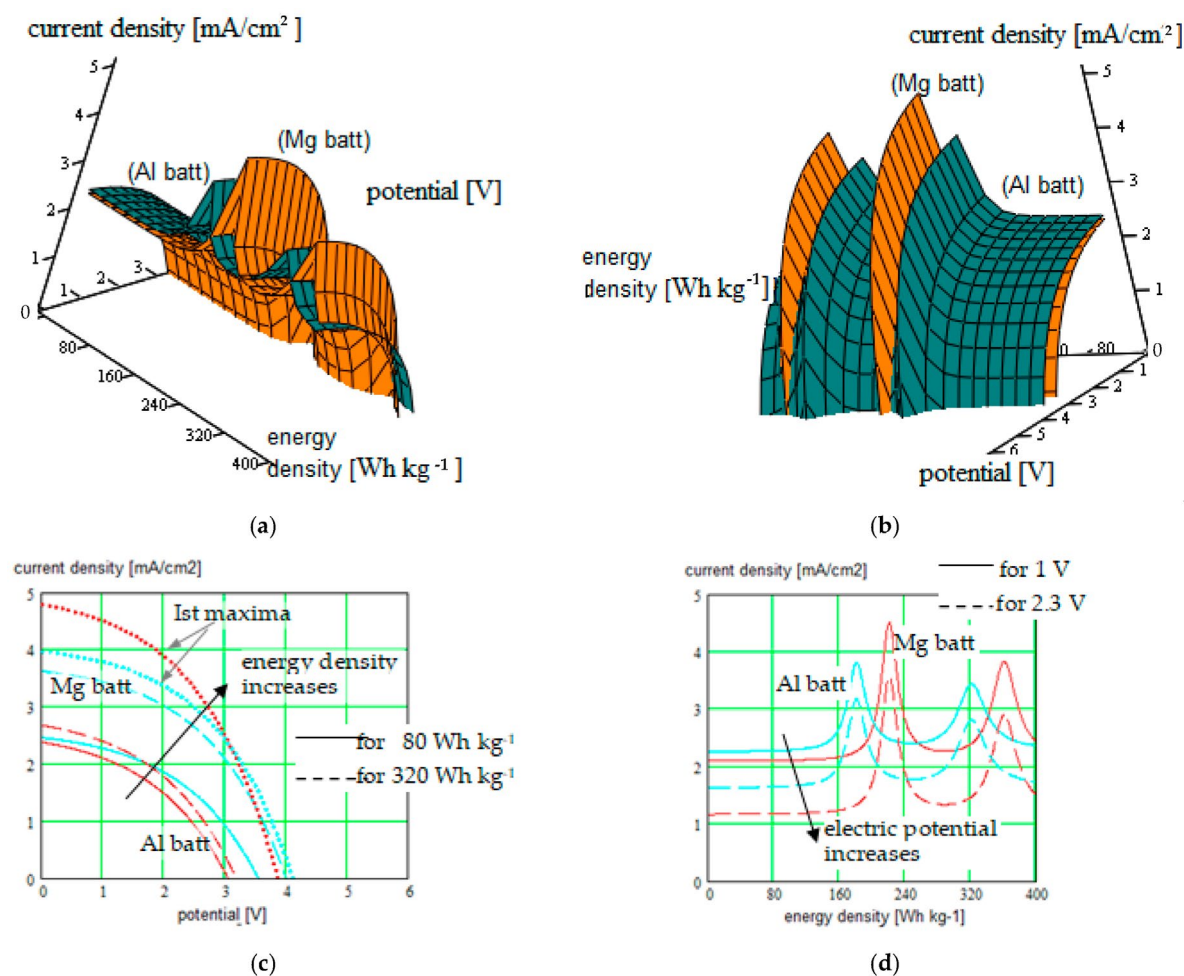 current density [mA/cm² ]
5
4
3
2
1
0
(Al batt)
(Mg batt)
potential [V]
1
2
3
80
160
240
320
400
energy
density [Wh kg -1 ]
(a)
current density [mA/cm²]
5
4
3
2
1
0
(Mg batt)
(Al batt)
energy
density [Wh kg-1]
0
80
1
2
3
4
5
6
potential [V]
(b)
current density [mA/cm2]
5
4
3
2
1
0
Ist maxima
Mg batt
energy density
increases
for 80 Wh kg-1
for 320 Wh kg-1
Al batt
0 1 2 3 4 5 6
potential [V]
(c)
current density [mA/cm2]
for 1 V
for 2.3 V
5
4
3
2
1
0
Mg batt
Al batt
electric potential
increases
0 80 160 240 320 400
energy density [Wh kg-1]
(d)